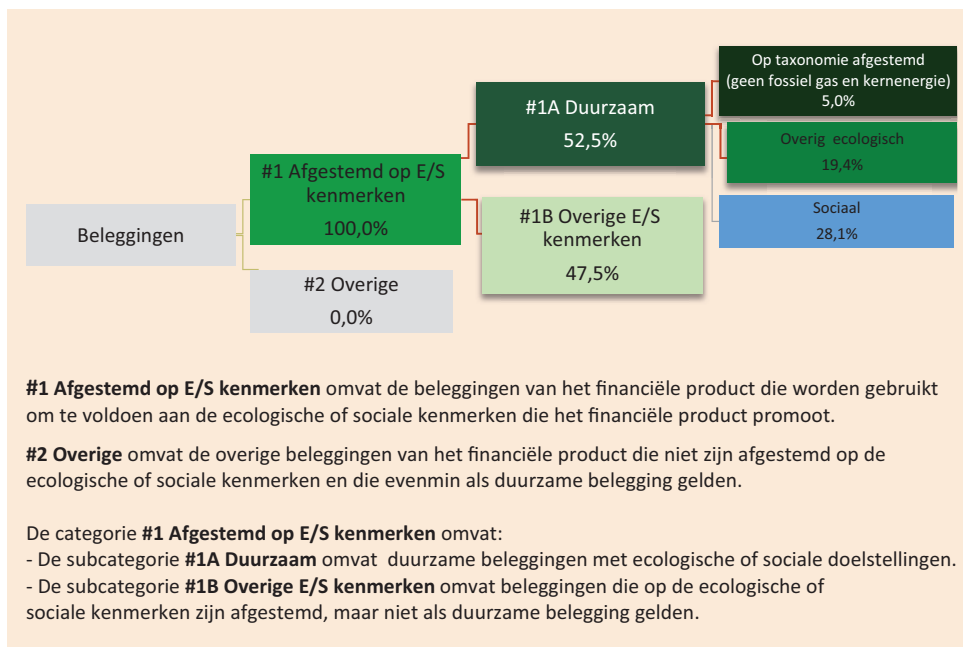 Beleggingen
#1 Afgestemd op E/S
kenmerken
100,0%
#2 Overige
0,0%
#1A Duurzaam
52,5%
#1B Overige E/S
kenmerken
47,5%
Op taxonomie afgestemd
(geen fossiel gas en kernenergie)
5,0%
Overig ecologisch
19,4%
Sociaal
28,1%
#1 Afgestemd op E/S kenmerken omvat de beleggingen van het financiële product die worden gebruikt
om te voldoen aan de ecologische of sociale kenmerken die het financiële product promoot.
#2 Overige omvat de overige beleggingen van het financiële product die niet zijn afgestemd op de
ecologische of sociale kenmerken en die evenmin als duurzame belegging gelden.
De categorie #1 Afgestemd op E/S kenmerken omvat:
- De subcategorie #1A Duurzaam omvat duurzame beleggingen met ecologische of sociale doelstellingen.
- De subcategorie #1B Overige E/S kenmerken omvat beleggingen die op de ecologische of
sociale kenmerken zijn afgestemd, maar niet als duurzame belegging gelden.